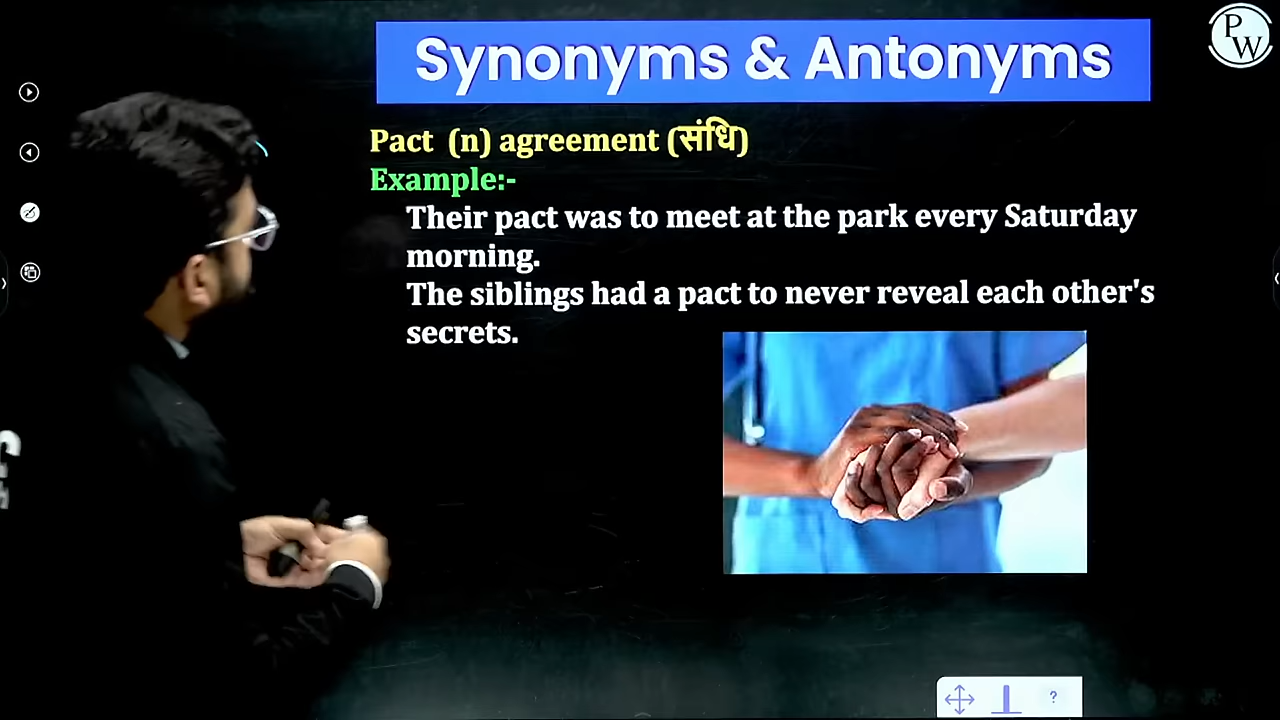 PW
Synonyms & Antonyms
Pact (n) agreement (संधि)
Example:-
Their pact was to meet at the park every Saturday
morning.
The siblings had a pact to never reveal each other's
secrets.
?